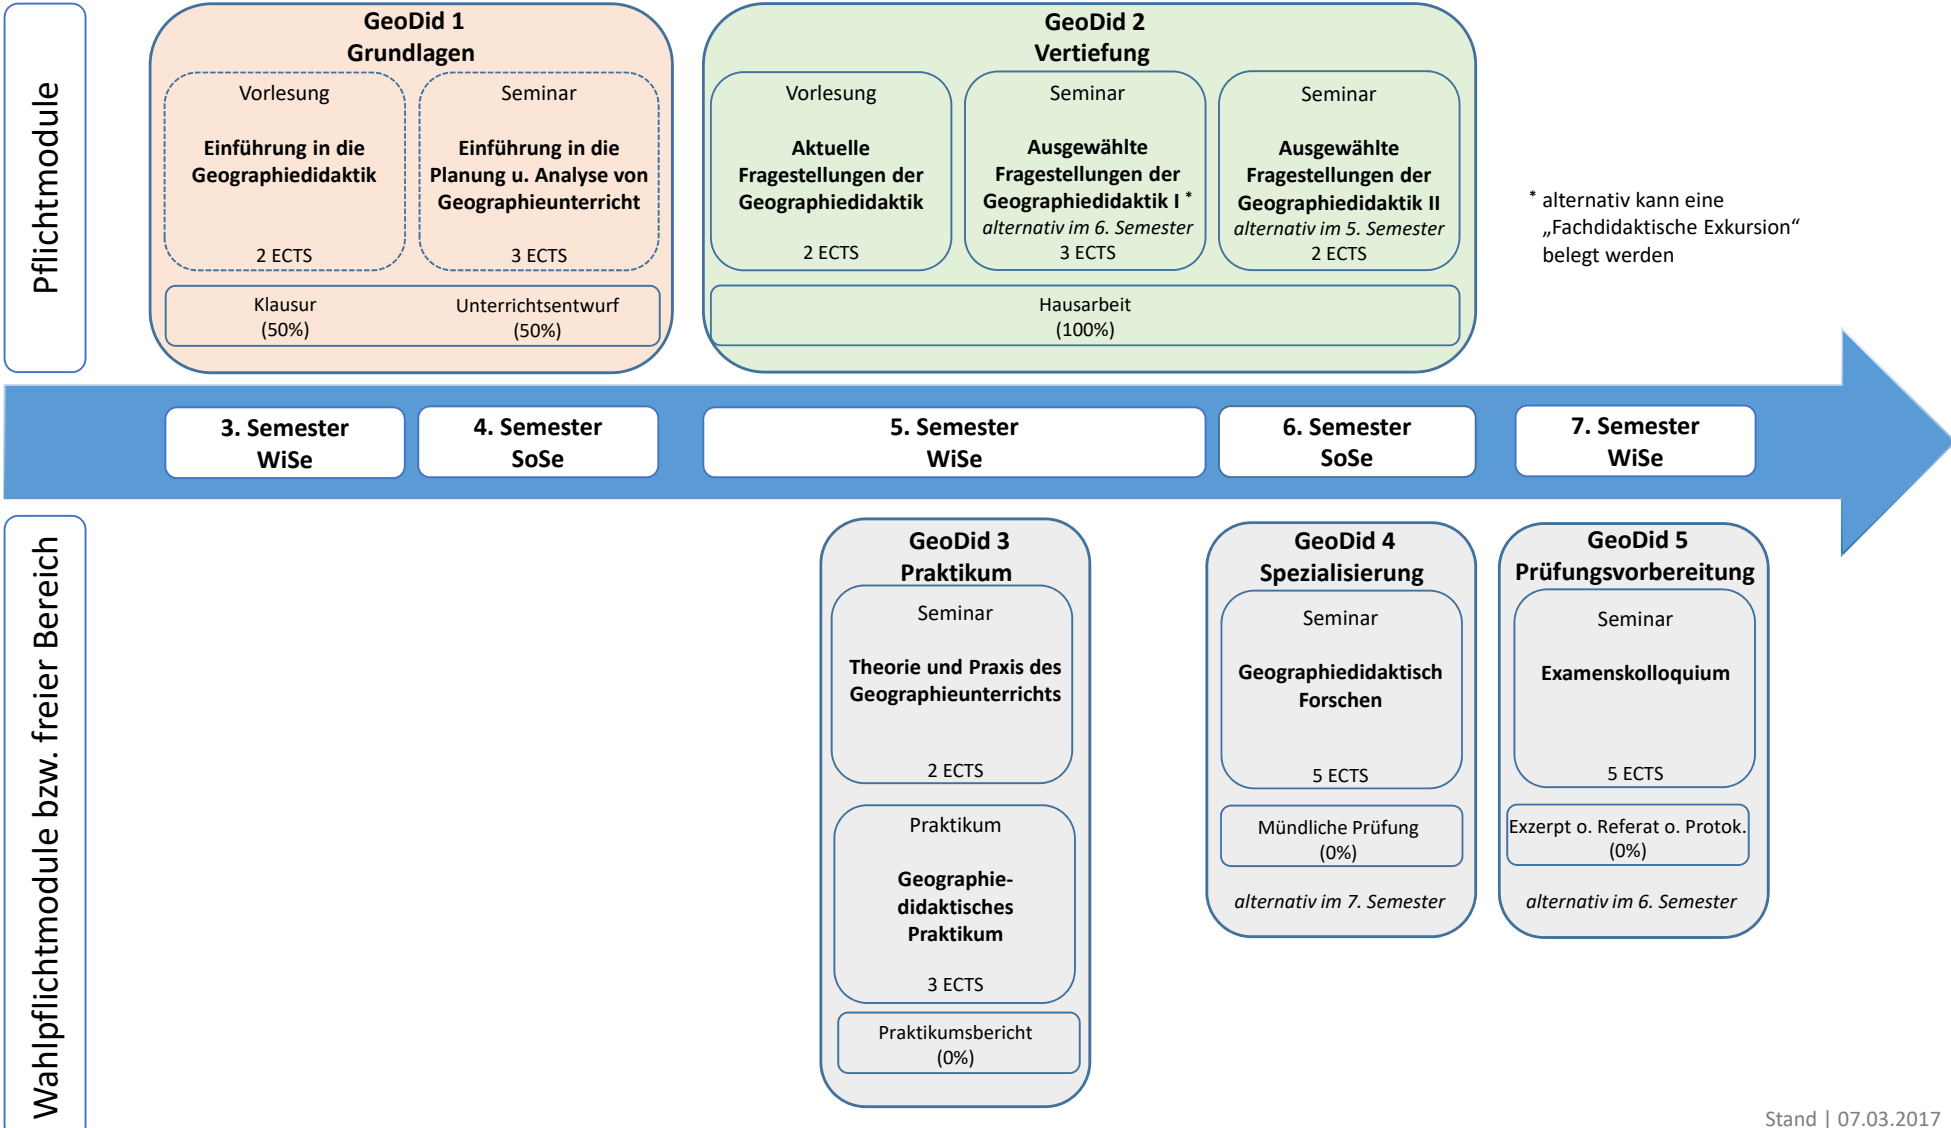 Pflichtmodule
GeoDid 1
Grundlagen
Vorlesung
Einführung in die
Geographiedidaktik
2 ECTS
Seminar
Einführung in die
Planung u. Analyse von
Geographieunterricht
3 ECTS
Klausur
(50%)
Unterrichtsentwurf
(50%)
GeoDid 2
Vertiefung
Vorlesung
Aktuelle
Fragestellungen der
Geographiedidaktik
2 ECTS
Seminar
Ausgewählte
Fragestellungen der
Geographiedidaktik I *
alternativ im 6. Semester
3 ECTS
Seminar
Ausgewählte
Fragestellungen der
Geographiedidaktik II
alternativ im 5. Semester
2 ECTS
Hausarbeit
(100%)
* alternativ kann eine
„Fachdidaktische Exkursion“
belegt werden
3. Semester
WiSe
4. Semester
SoSe
5. Semester
WiSe
6. Semester
SoSe
7. Semester
WiSe
Wahlpflichtmodule bzw. freier Bereich
GeoDid 3
Praktikum
Seminar
Theorie und Praxis des
Geographieunterrichts
2 ECTS
Praktikum
Geographie-
didaktisches
Praktikum
3 ECTS
Praktikumsbericht
(0%)
GeoDid 4
Spezialisierung
Seminar
Geographiedidaktisch
Forschen
5 ECTS
Mündliche Prüfung
(0%)
alternativ im 7. Semester
GeoDid 5
Prüfungsvorbereitung
Seminar
Examenskolloquium
5 ECTS
Exzerpt o. Referat o. Protok.
(0%)
alternativ im 6. Semester
Stand | 07.03.2017